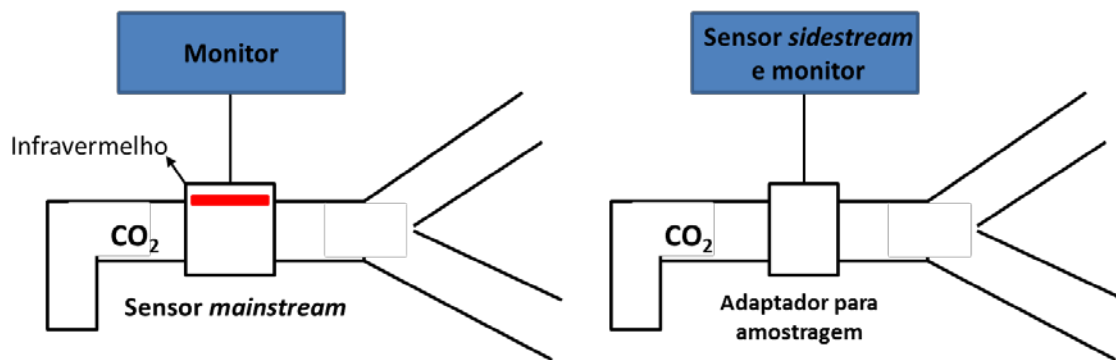 Monitor
Infravermelho
CO₂
Sensor mainstream
Sensor sidestream
e monitor
CO₂
Adaptador para
amostragem